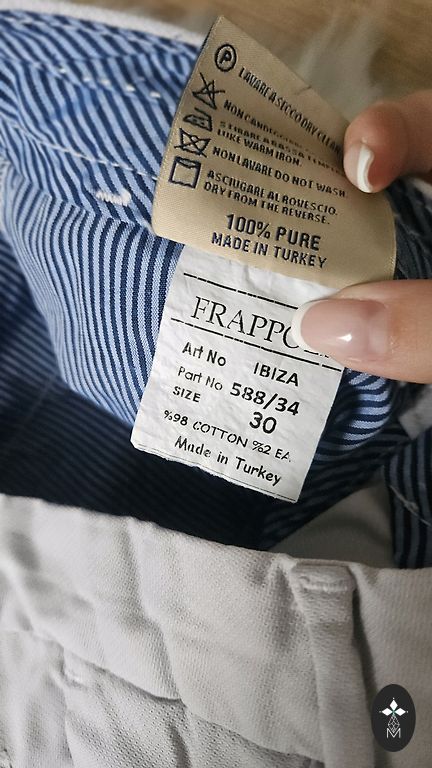 P LAVARE A SECCO DRY CLEAN
NON CANDEGGIARE
STIRARE A BASSA TEMPE
LUKE WARM IRON.
NON LAVARE DO NOT WASH.
ASCIUGARE AL ROVESCIO.
DRY FROM THE REVERSE.
100% PURE
MADE IN TURKEY
FRAPPO
Art No IBIZA
Part No 588/34
SIZE 30
%98 COTTON %2 EA.
Made in Turkey
M